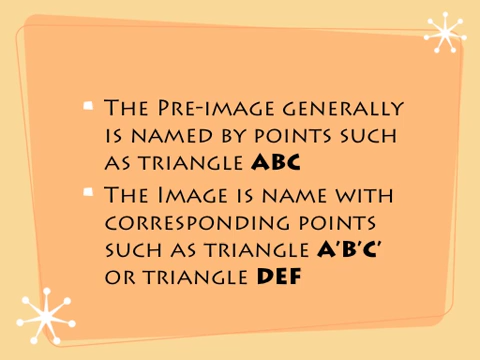 ▪ The Pre-image generally
is named by points such
as triangle ABC
▪ The Image is name with
corresponding points
such as triangle A'B'C'
or triangle DEF